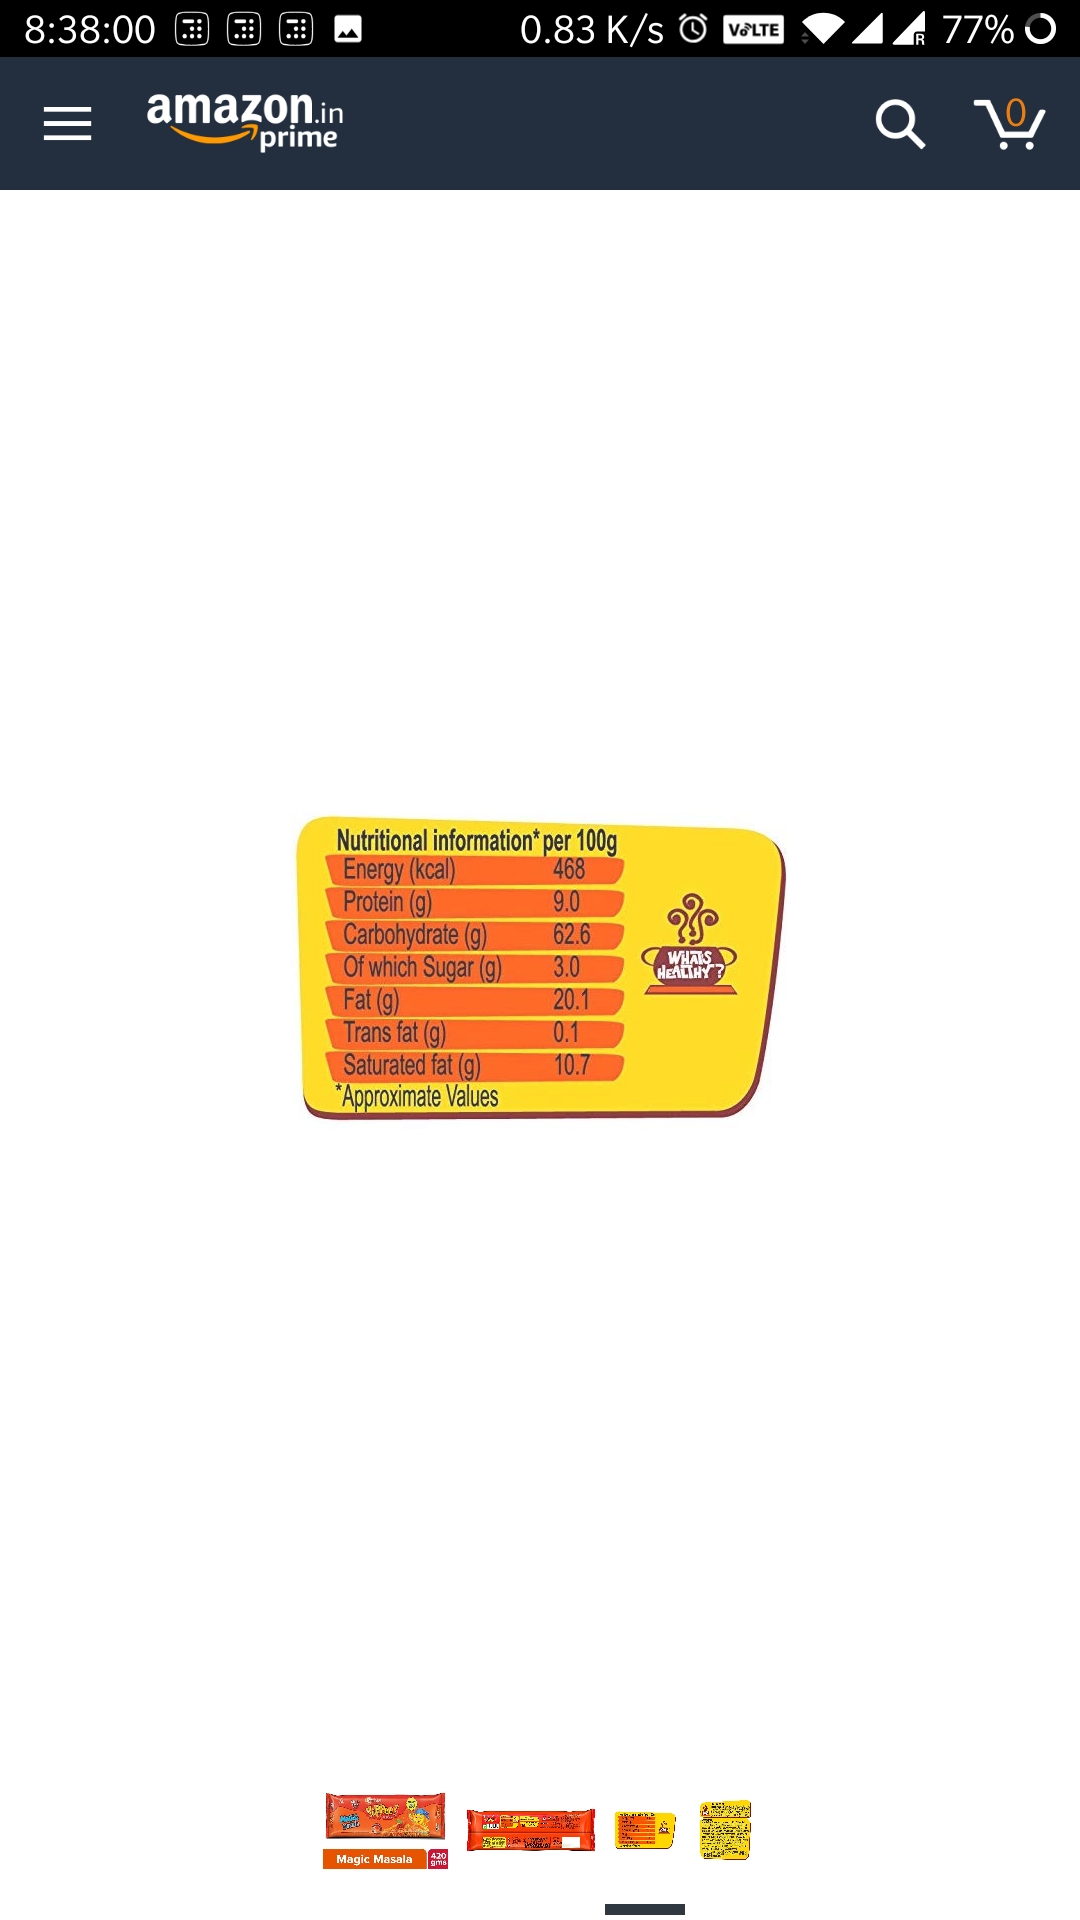 8:38:00 0.83 K/s VoLTE R 77%
amazon.in
prime
0
Nutritional information* per 100g
Energy (kcal) 468
Protein (g) 9.0
Carbohydrate (g) 62.6
Of which Sugar (g) 3.0
Fat (g) 20.1
Trans fat (g) 0.1
Saturated fat (g) 10.7
*Approximate Values
WHATS
HEALTHY?
Magic Masala 420 gms